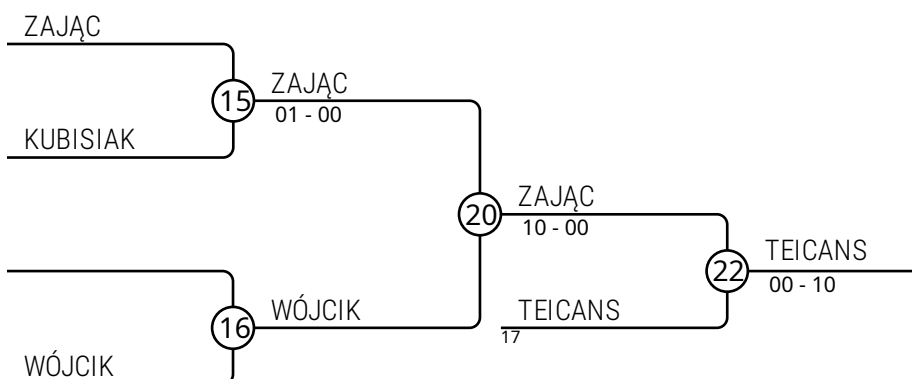 ZAJĄC
15
ZAJĄC
01 - 00
KUBISIAK
20
ZAJĄC
10 - 00
22
TEICANS
00 - 10
16
WÓJCIK
TEICANS
17
WÓJCIK